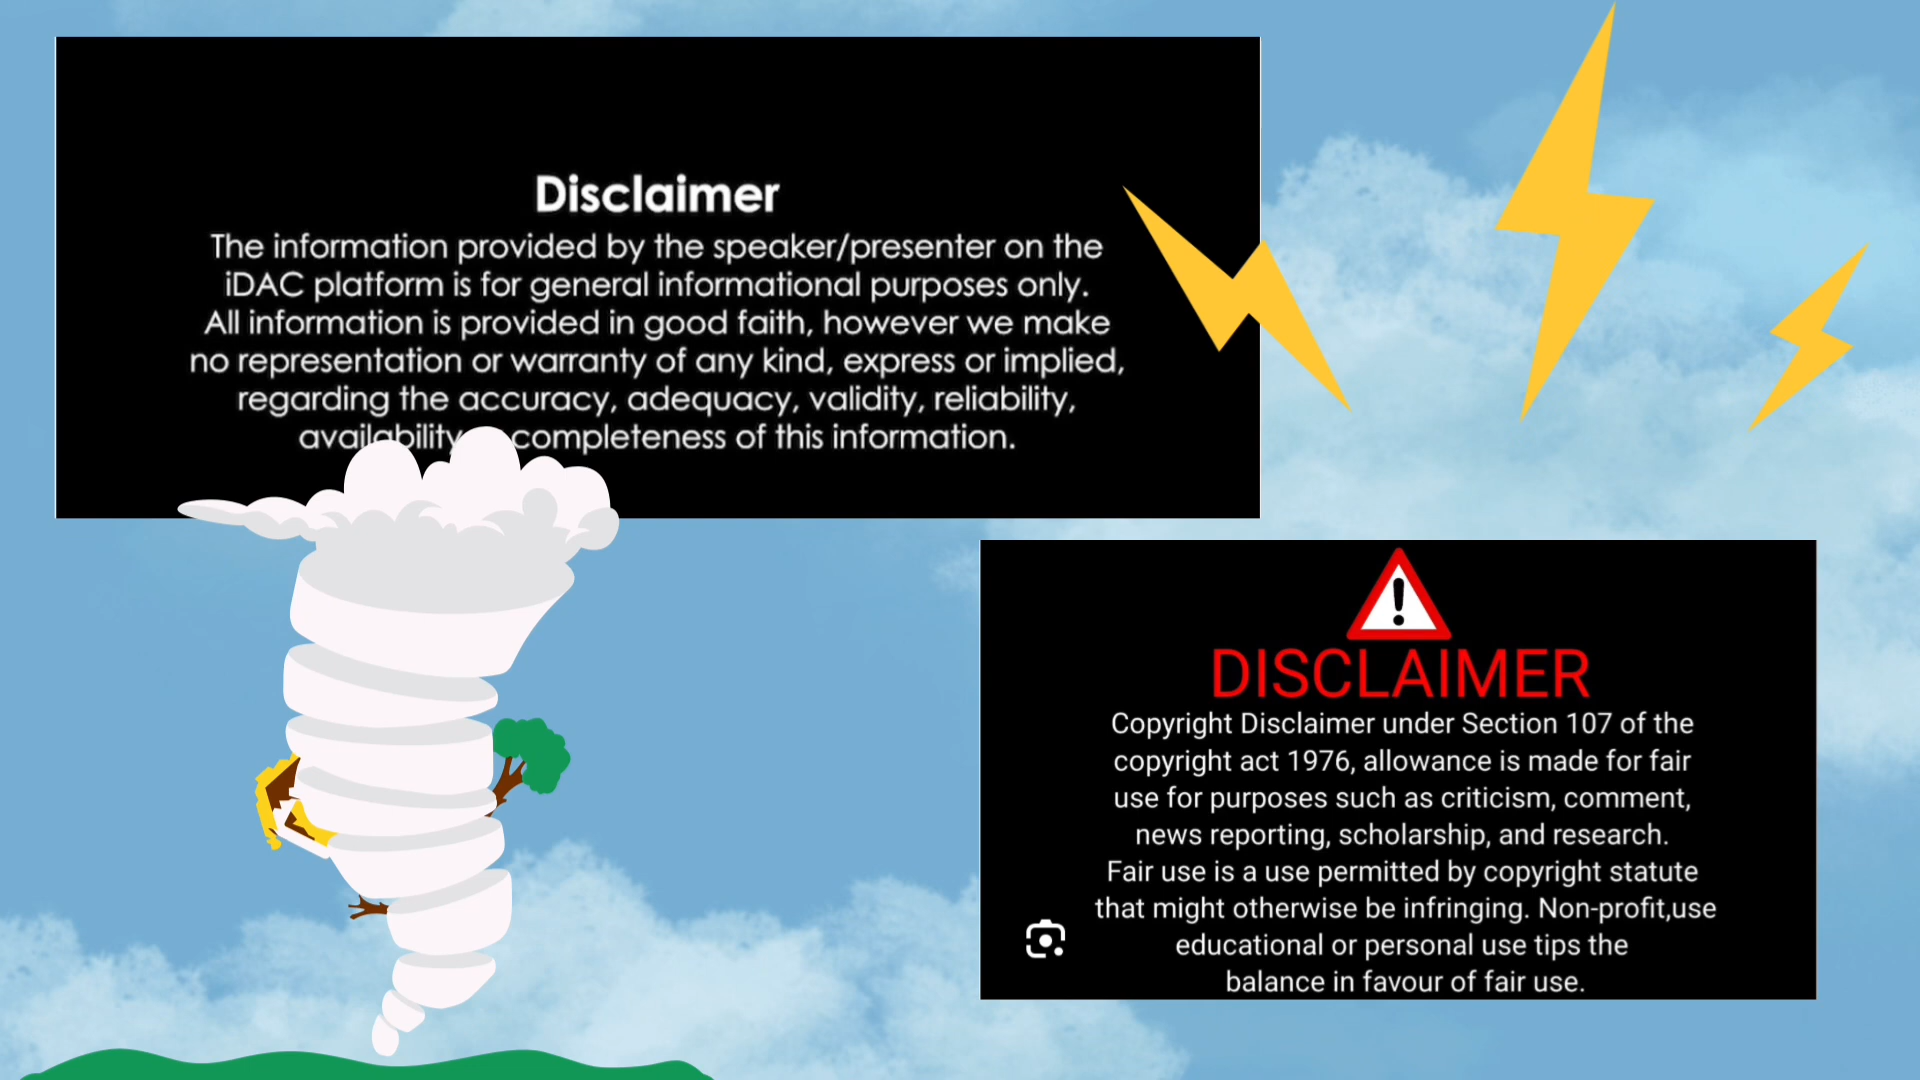 Disclaimer
The information provided by the speaker/presenter on the
iDAC platform is for general informational purposes only.
All information is provided in good faith, however we make
no representation or warranty of any kind, express or implied,
regarding the accuracy, adequacy, validity, reliability,
availability completeness of this information.
DISCLAIMER
Copyright Disclaimer under Section 107 of the
copyright act 1976, allowance is made for fair
use for purposes such as criticism, comment,
news reporting, scholarship, and research.
Fair use is a use permitted by copyright statute
that might otherwise be infringing. Non-profit,use
educational or personal use tips the
balance in favour of fair use.